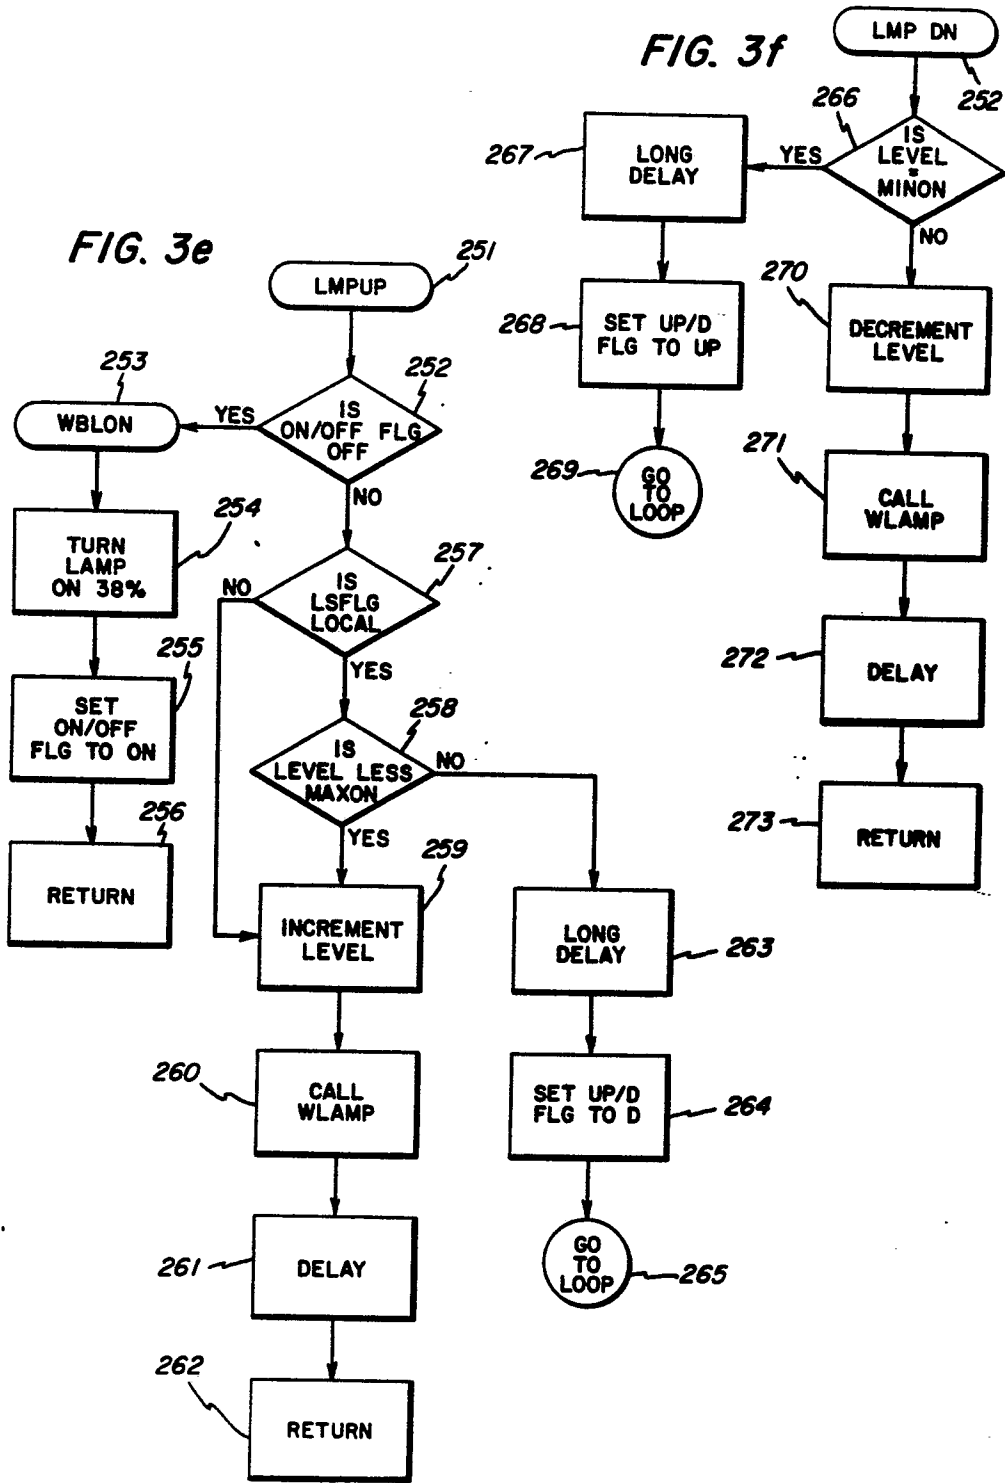 FIG. 3e
LMPUP
251
IS
ON/OFF FLG
OFF
252
YES
NO
253
WBLON
254
TURN
LAMP
ON 38%
255
SET
ON/OFF
FLG TO ON
256
RETURN
257
IS
LSFLG
LOCAL
NO
YES
258
IS
LEVEL LESS
MAXON
NO
YES
259
INCREMENT
LEVEL
260
CALL
WLAMP
261
DELAY
262
RETURN
LONG
DELAY
263
SET UP/D
FLG TO D
264
GO
TO
LOOP
265
FIG. 3f
LMP DN
252
266
IS
LEVEL
=
MINON
YES
NO
267
LONG
DELAY
268
SET UP/D
FLG TO UP
269
GO
TO
LOOP
270
DECREMENT
LEVEL
271
CALL
WLAMP
272
DELAY
273
RETURN